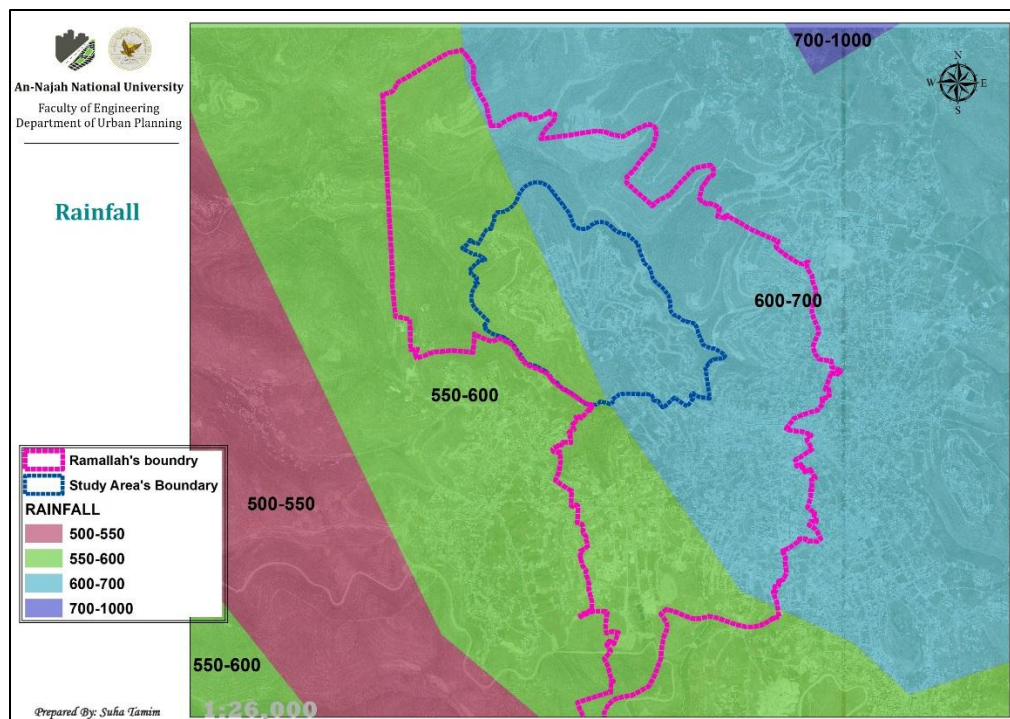 An-Najah National University
Faculty of Engineering
Department of Urban Planning
Rainfall
700-1000
N
W
E
S
600-700
550-600
500-550
550-600
Ramallah's boundry
Study Area's Boundary
RAINFALL
500-550
550-600
600-700
700-1000
Prepared By: Suha Tamim
1:26,000